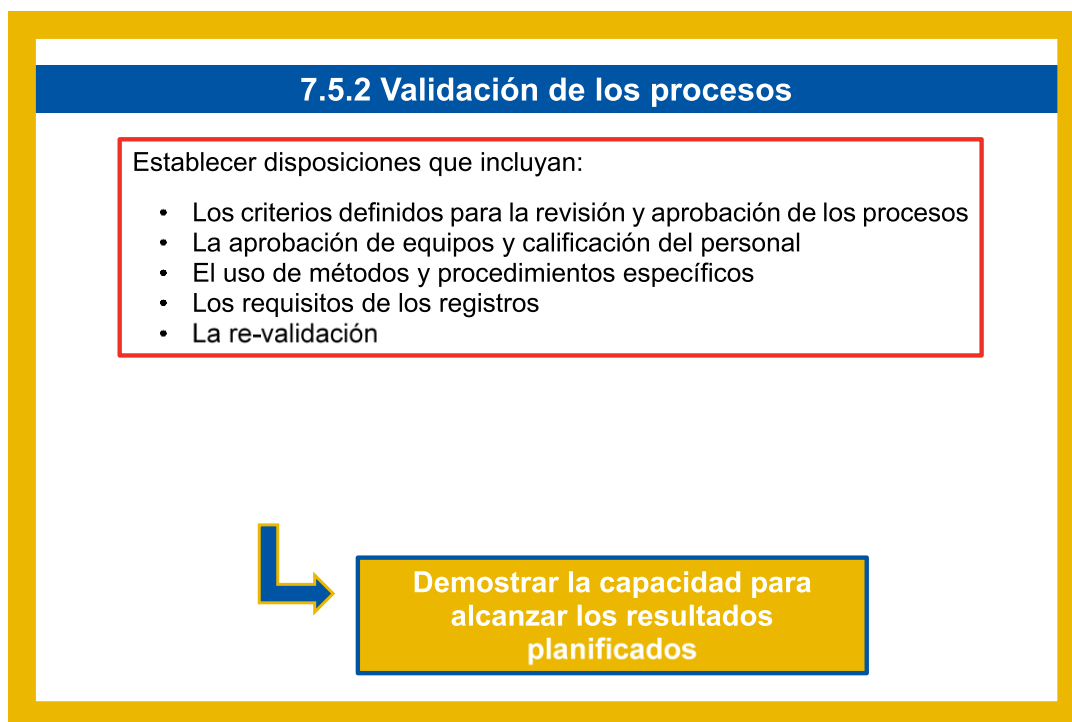 7.5.2 Validación de los procesos
Establecer disposiciones que incluyan:
• Los criterios definidos para la revisión y aprobación de los procesos
• La aprobación de equipos y calificación del personal
• El uso de métodos y procedimientos específicos
• Los requisitos de los registros
• La re-validación
Demostrar la capacidad para
alcanzar los resultados
planificados